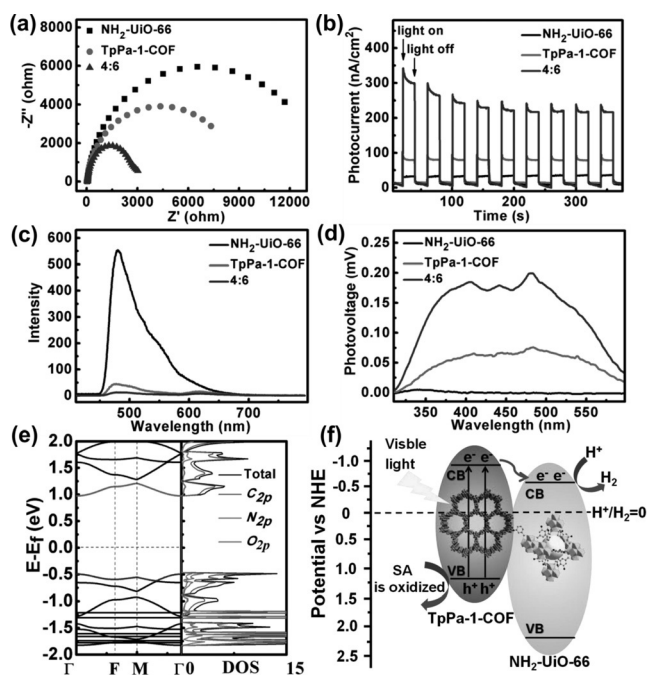 (a)
NH2-UiO-66
TpPa-1-COF
4:6
-Z'' (ohm)
8000
6000
4000
2000
0
0 3000 6000 9000 12000
Z' (ohm)
(b)
light on
light off
NH2-UiO-66
TpPa-1-COF
4:6
Photocurrent (nA/cm2)
500
400
300
200
100
0
0 100 200 300
Time (s)
(c)
NH2-UiO-66
TpPa-1-COF
4:6
Intensity
600
500
400
300
200
100
0
500 600 700
Wavelength (nm)
(d)
NH2-UiO-66
TpPa-1-COF
4:6
Photovoltage (mV)
0.25
0.20
0.15
0.10
0.05
0.00
350 400 450 500 550
Wavelength (nm)
(e)
E-Ef (eV)
2.0
1.5
1.0
0.5
0.0
-0.5
-1.0
-1.5
-2.0
Total
C2p
N2p
O2p
Γ F M Γ 0 DOS 15
(f)
Potential vs NHE
-1.0
-0.5
0
0.5
1.0
1.5
2.0
2.5
Visble
light
e- e-
CB
e- e-
CB
H+
H2
H+/H2=0
SA
is oxidized
VB
h+ h+
TpPa-1-COF
VB
NH2-UiO-66